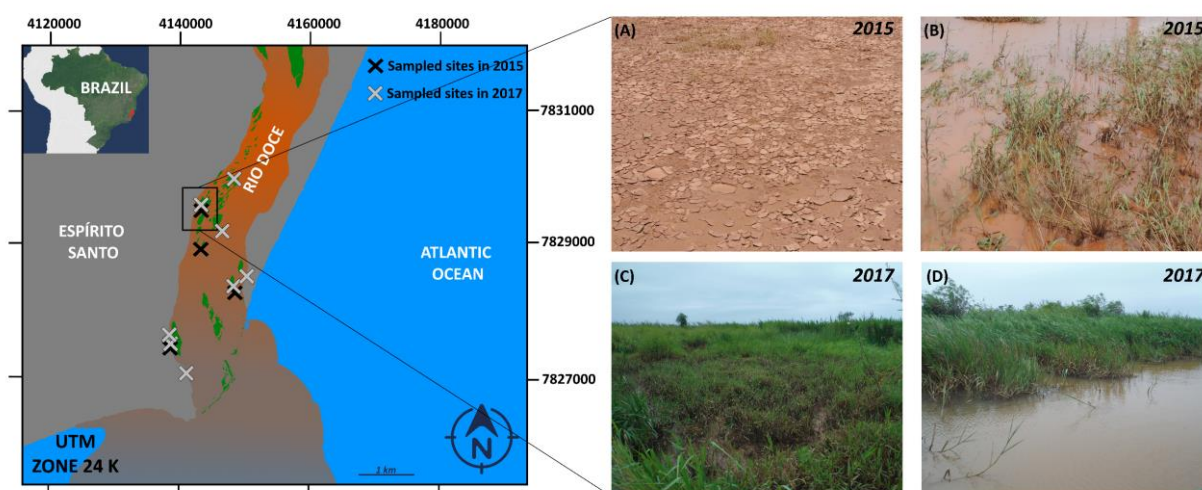 4120000
4140000
4160000
4180000
BRAZIL
Sampled sites in 2015
Sampled sites in 2017
RIO DOCE
7831000
ESPÍRITO
SANTO
ATLANTIC
OCEAN
7829000
7827000
UTM
ZONE 24 K
N
1 km
(A)
2015
(B)
2015
(C)
2017
(D)
2017